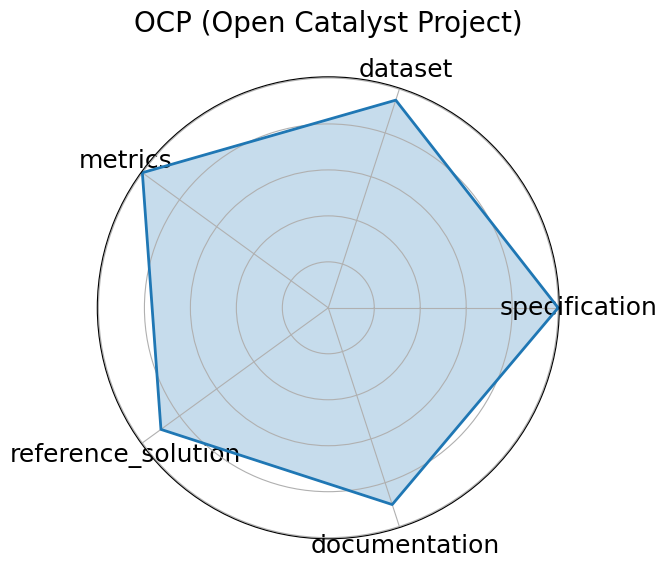 OCP (Open Catalyst Project)
dataset
metrics
specification
reference_solution
documentation